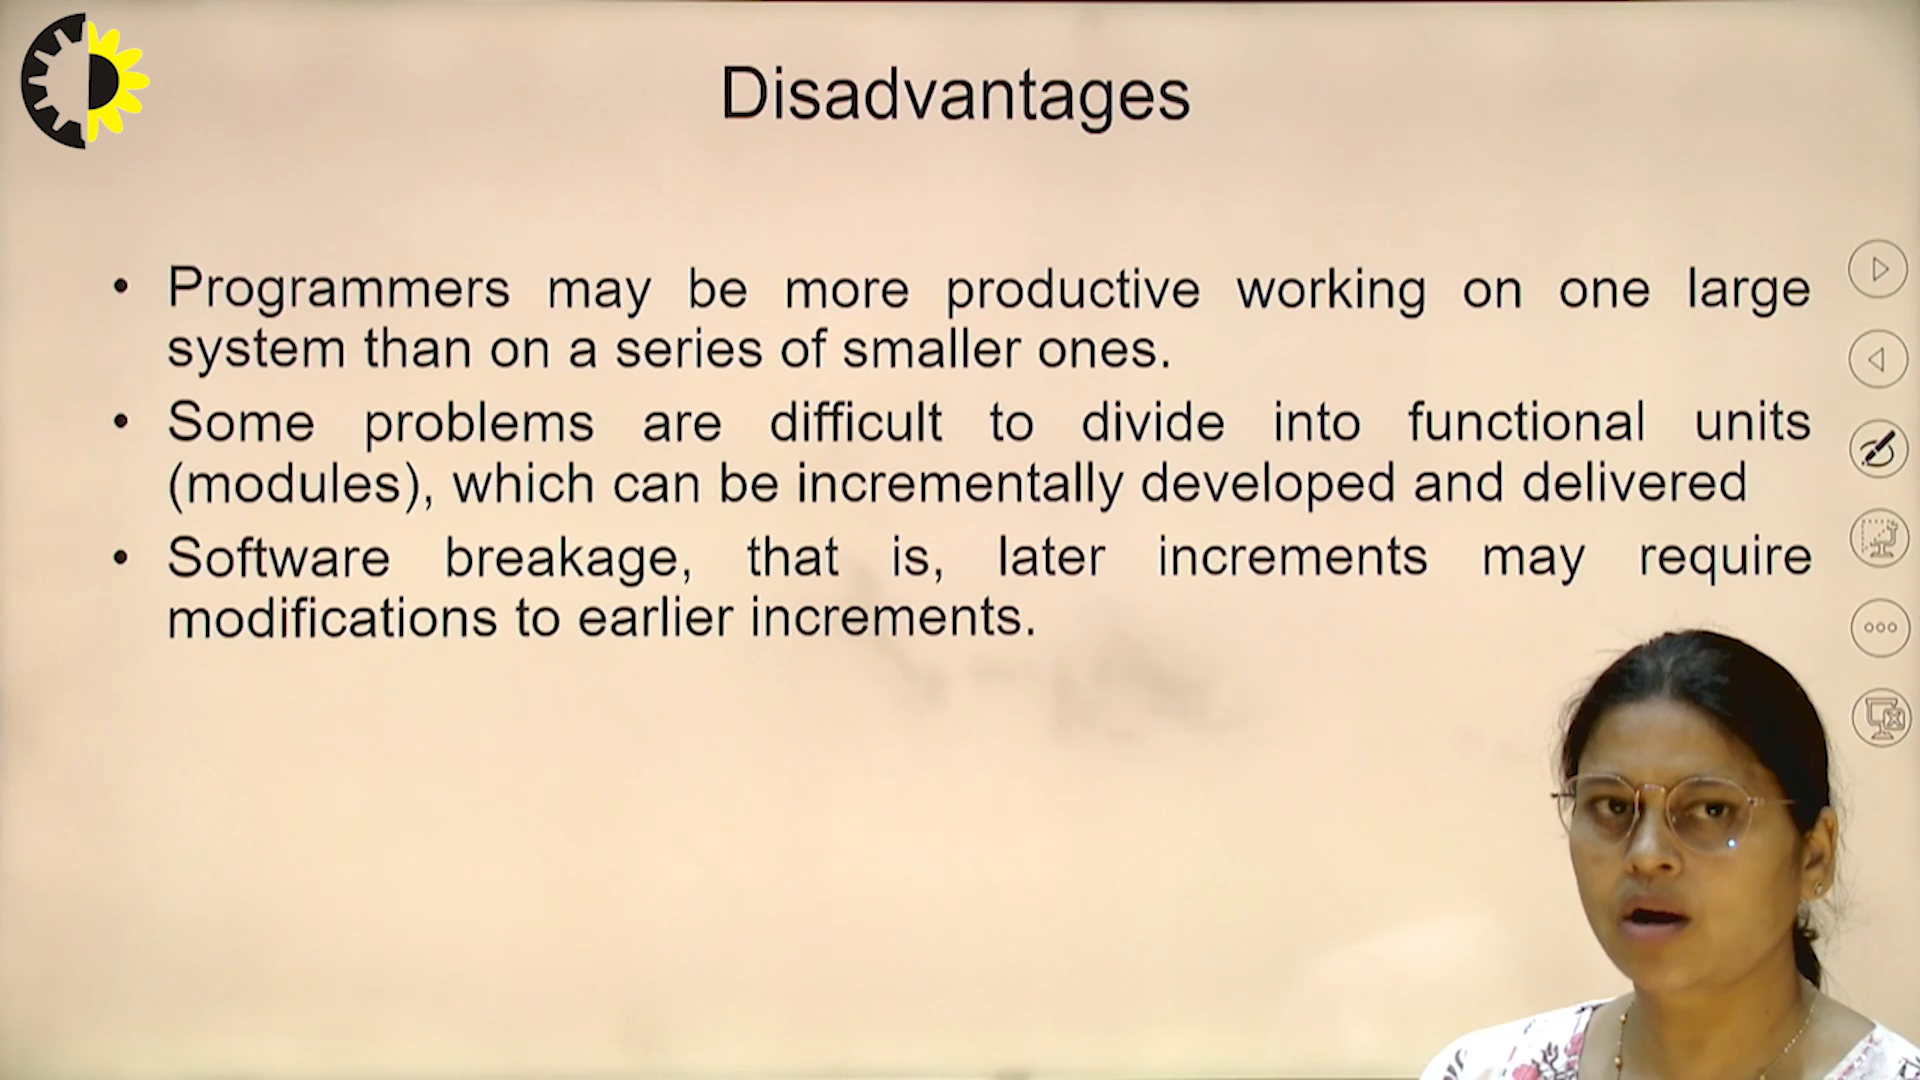 Disadvantages
• Programmers may be more productive working on one large
system than on a series of smaller ones.
• Some problems are difficult to divide into functional units
(modules), which can be incrementally developed and delivered
• Software breakage, that is, later increments may require
modifications to earlier increments.